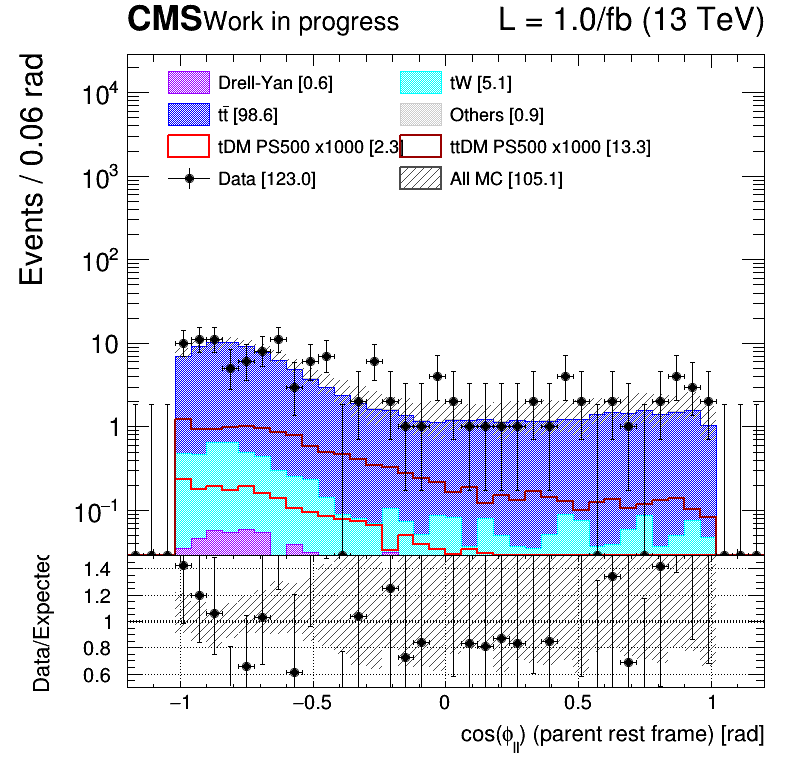 CMS Work in progress L = 1.0/fb (13 TeV)
Events / 0.06 rad
Drell-Yan [0.6]
tW [5.1]
tt̄ [98.6]
Others [0.9]
tDM PS500 x1000 [2.3]
ttDM PS500 x1000 [13.3]
Data [123.0]
All MC [105.1]
10⁴
10³
10²
10
1
10⁻¹
Data/Expected
1.4
1.2
1
0.8
0.6
−1 −0.5 0 0.5 1
cos(ϕ_ll) (parent rest frame) [rad]